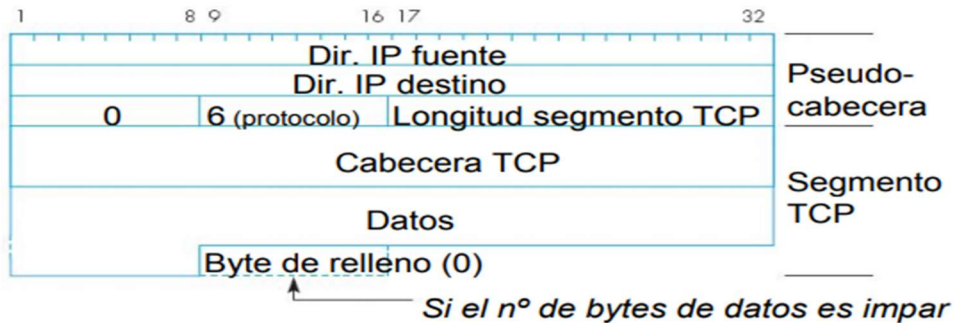 1 8 9 16 17 32
Dir. IP fuente
Dir. IP destino
0 6 (protocolo) Longitud segmento TCP
Pseudo-
cabecera
Cabecera TCP
Datos
Segmento
TCP
Byte de relleno (0)
Si el nº de bytes de datos es impar